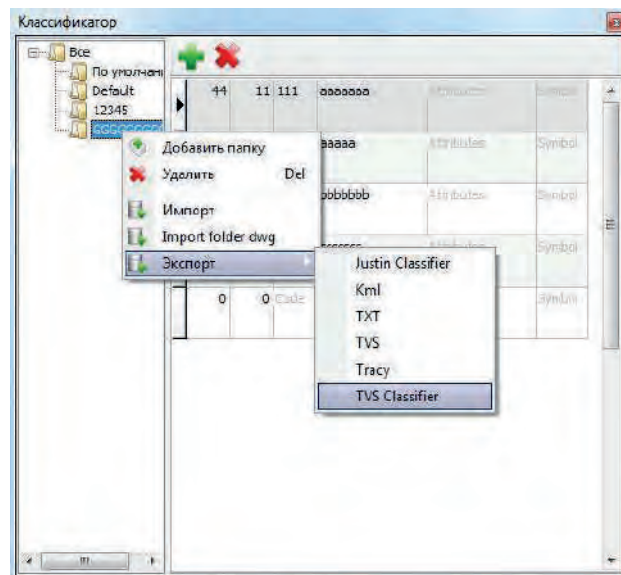 Классификатор
Все
По умолчани
Default
12345
44 11 111 aaaaaaa Attributes Symbol
Добавить папку
aaaaa Attributes Symbol
Удалить Del
bbbbbbb Attributes Symbol
Импорт
Import folder dwg
Symbol
Экспорт
Justin Classifier
0 0 Code Symbol
Kml
TXT
TVS
Tracy
TVS Classifier